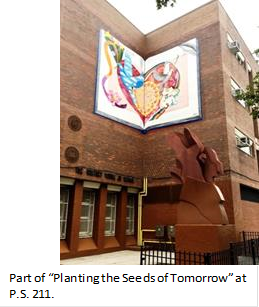 Part of “Planting the Seeds of Tomorrow” at
P.S. 211.